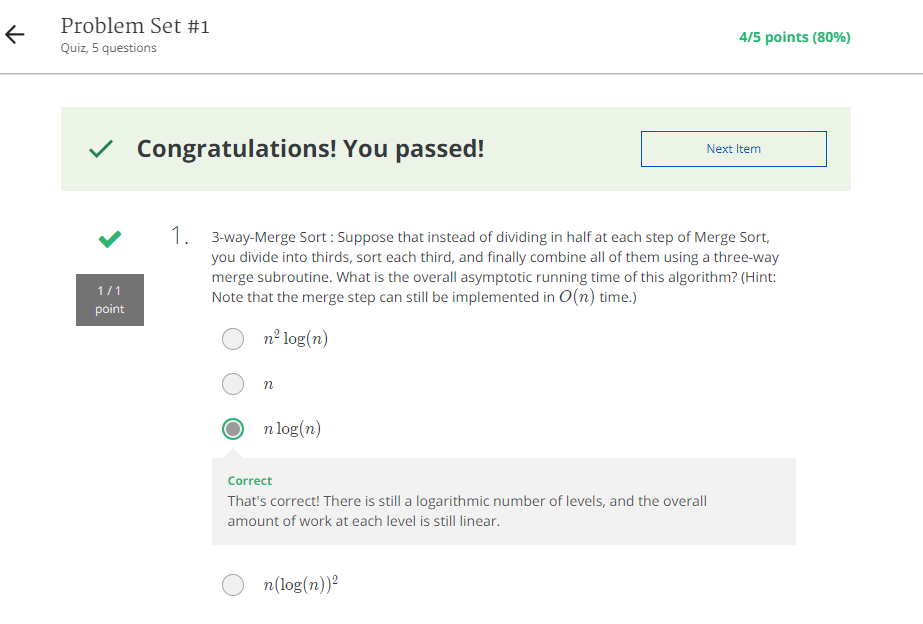 Problem Set #1
Quiz, 5 questions
4/5 points (80%)
Congratulations! You passed!
Next Item
1.
3-way-Merge Sort : Suppose that instead of dividing in half at each step of Merge Sort,
you divide into thirds, sort each third, and finally combine all of them using a three-way
merge subroutine. What is the overall asymptotic running time of this algorithm? (Hint:
Note that the merge step can still be implemented in O(n) time.)
1 / 1
point
n² log(n)
n
n log(n)
Correct
That's correct! There is still a logarithmic number of levels, and the overall
amount of work at each level is still linear.
n(log(n))²